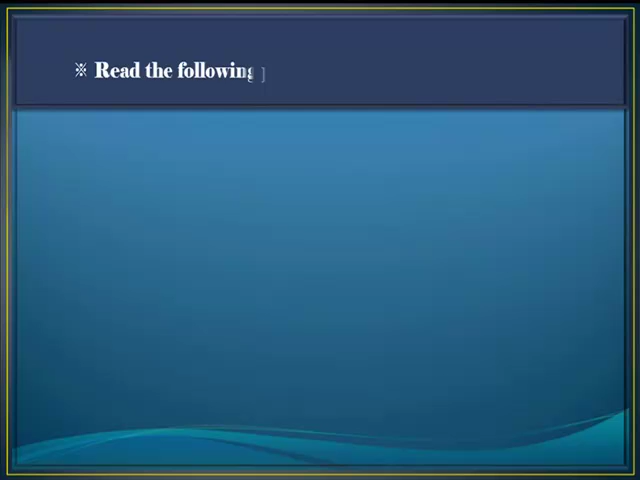 ※ Read the following